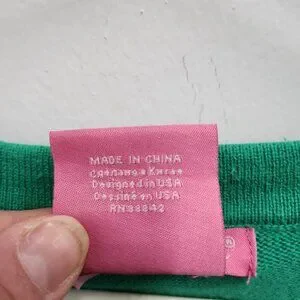 MADE IN CHINA
Сделано в Китае
Designed in USA
Dessiné en USA
®